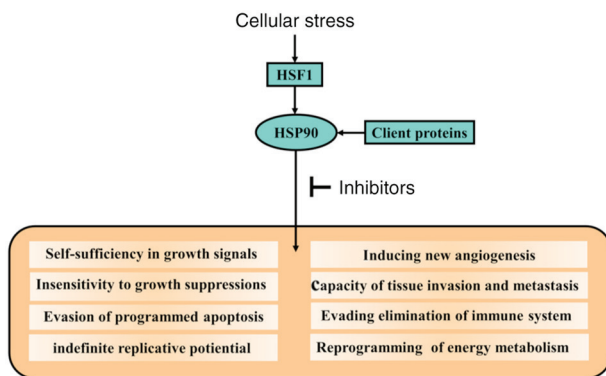 Cellular stress
HSF1
HSP90
Client proteins
Inhibitors
Self-sufficiency in growth signals
Insensitivity to growth suppressions
Evasion of programmed apoptosis
indefinite replicative potiential
Inducing new angiogenesis
Capacity of tissue invasion and metastasis
Evading elimination of immune system
Reprogramming of energy metabolism